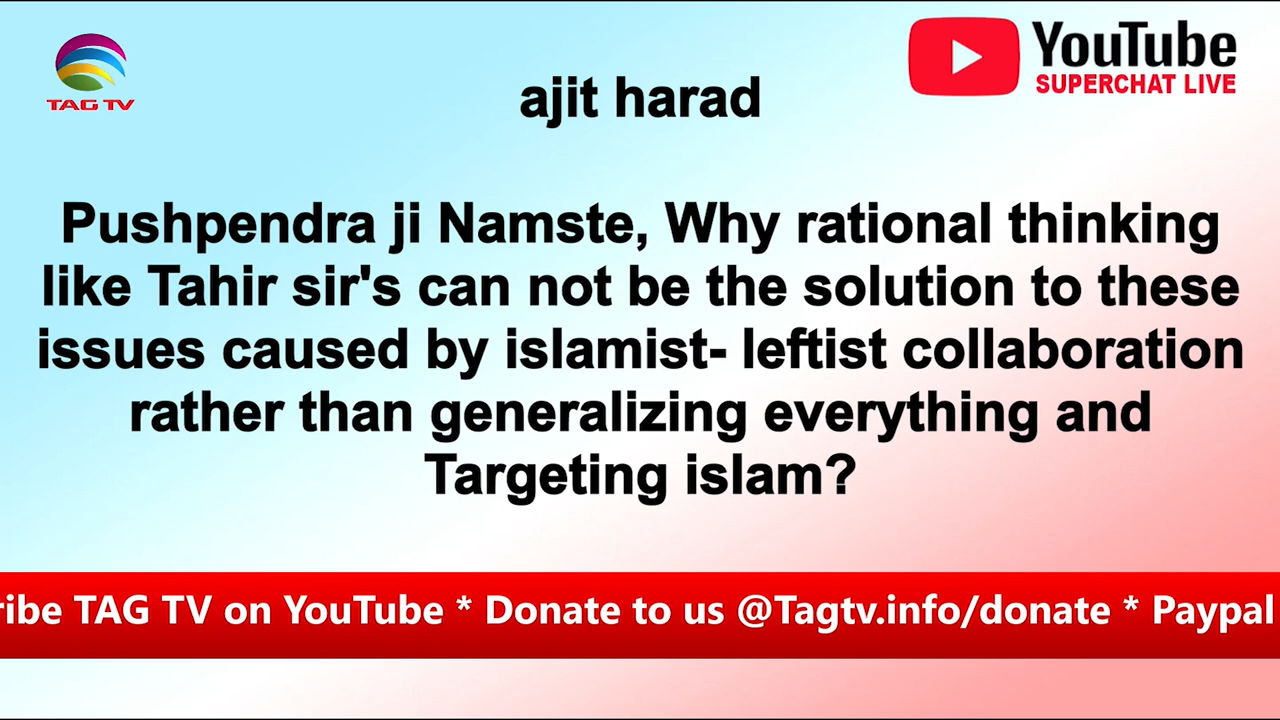 TAG TV
YouTube
SUPERCHAT LIVE
ajit harad
Pushpendra ji Namste, Why rational thinking
like Tahir sir's can not be the solution to these
issues caused by islamist- leftist collaboration
rather than generalizing everything and
Targeting islam?
ribe TAG TV on YouTube * Donate to us @Tagtv.info/donate * Paypal